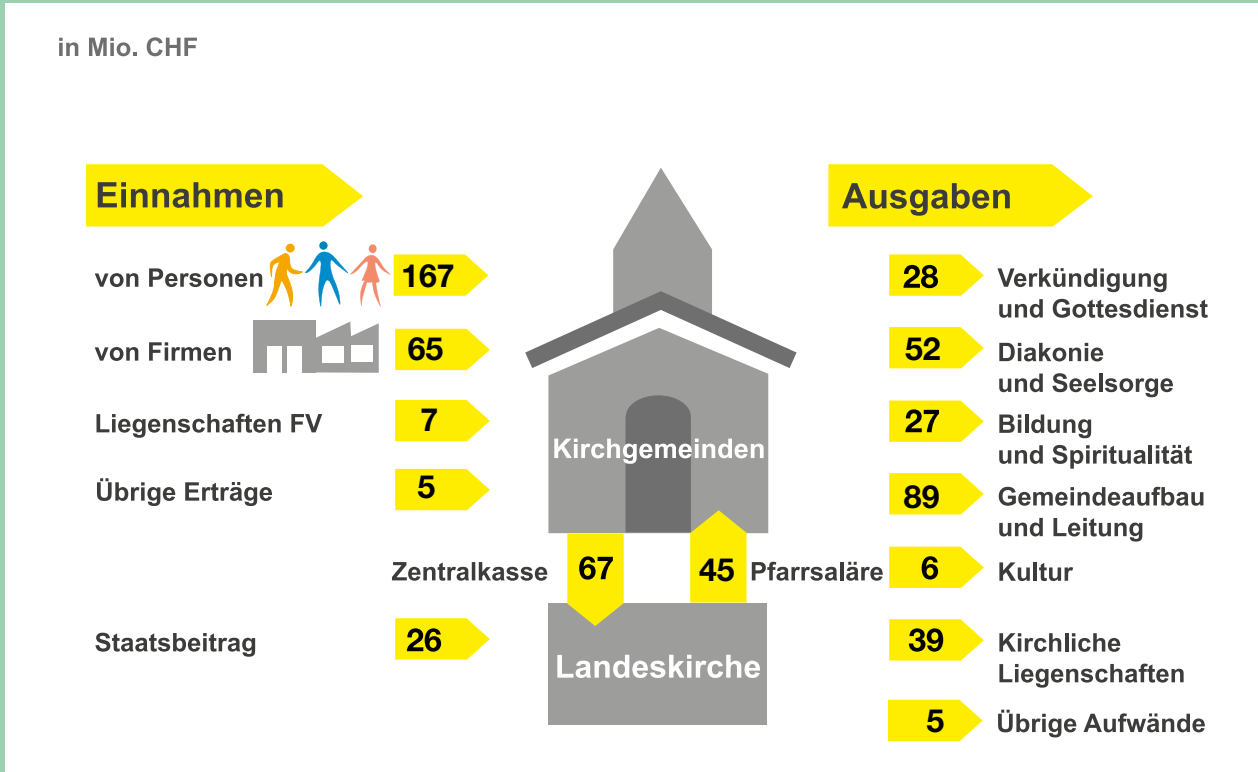 in Mio. CHF
Einnahmen
von Personen
167
von Firmen
65
Liegenschaften FV
7
Übrige Erträge
5
Staatsbeitrag
26
Kirchgemeinden
Zentralkasse
67
45
Pfarrsaläre
Landeskirche
Ausgaben
28
Verkündigung
und Gottesdienst
52
Diakonie
und Seelsorge
27
Bildung
und Spiritualität
89
Gemeindeaufbau
und Leitung
6
Kultur
39
Kirchliche
Liegenschaften
5
Übrige Aufwände